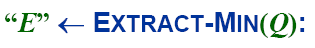 “E” ← EXTRACT-MIN(Q):